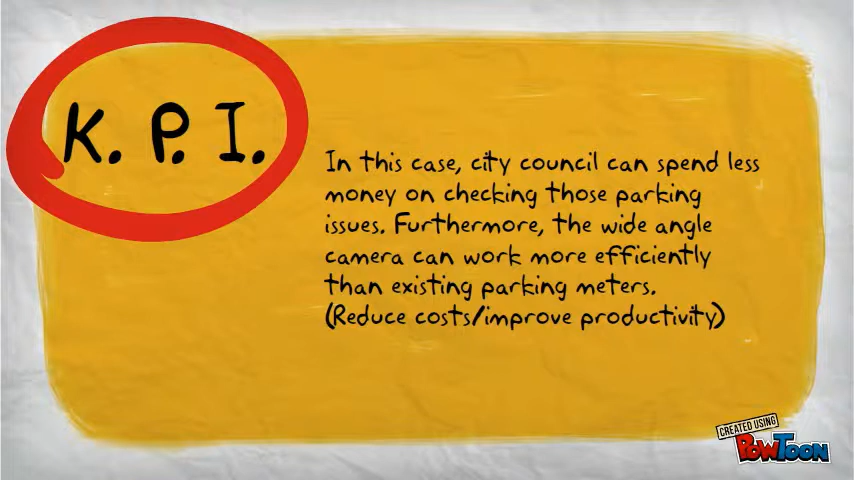 K. P. I.
In this case, city council can spend less
money on checking those parking
issues. Furthermore, the wide angle
camera can work more efficiently
than existing parking meters.
(Reduce costs/improve productivity)
CREATED USING
POWTOON